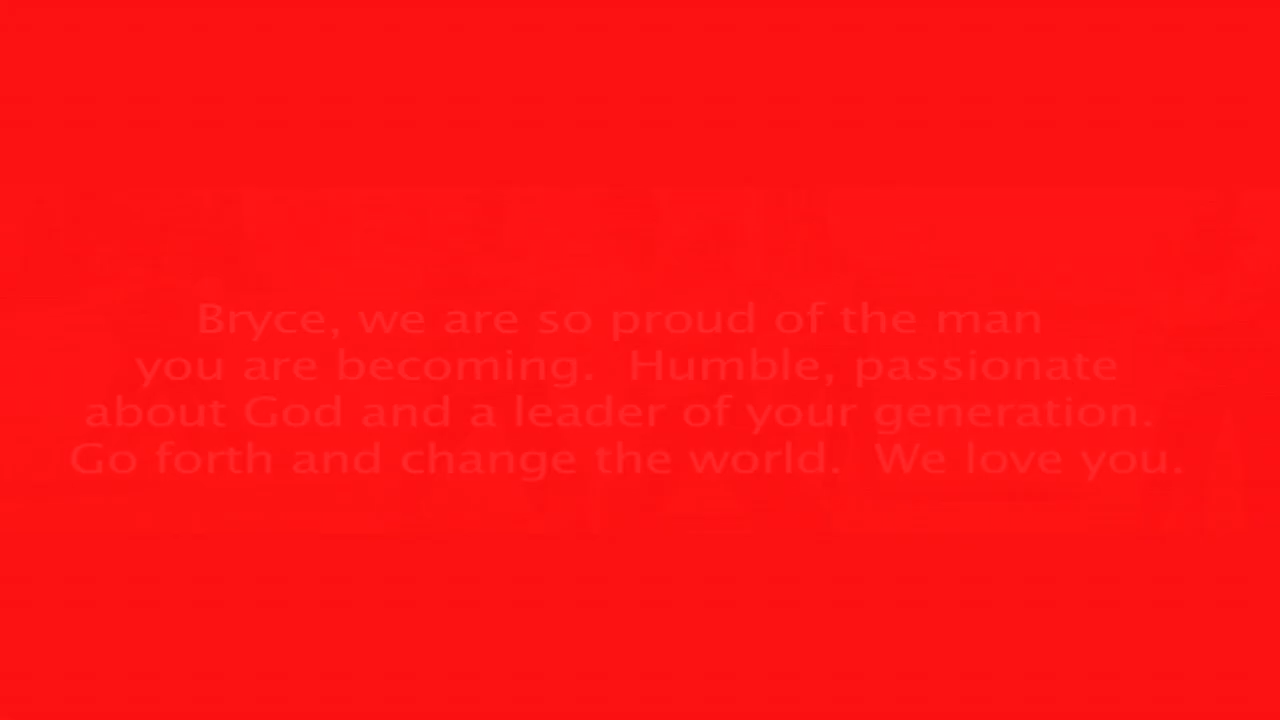 Bryce, we are so proud of the man
you are becoming.  Humble, passionate
about God and a leader of your generation.
Go forth and change the world.  We love you.